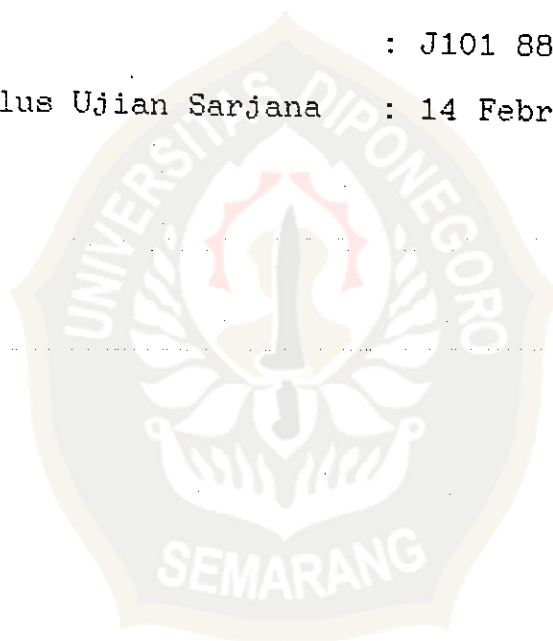 : J101 88
lus Ujian Sarjana : 14 Febr
UNIVERSITAS DIPONEGORO
SEMARANG